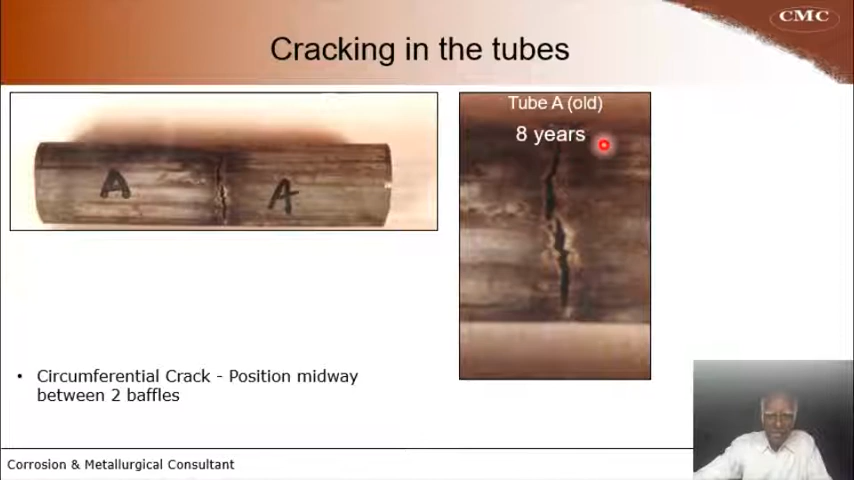 CMC
Cracking in the tubes
A
A
Tube A (old)
8 years
• Circumferential Crack - Position midway
between 2 baffles
Corrosion & Metallurgical Consultant